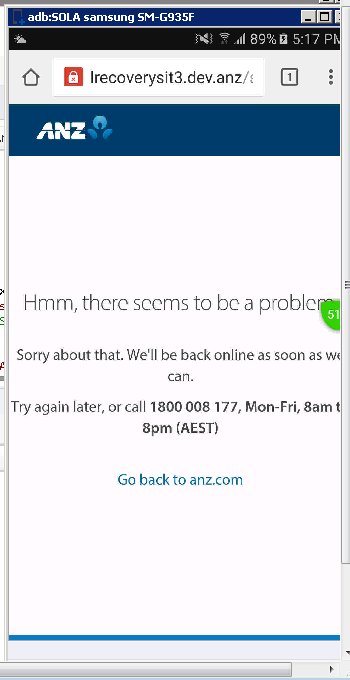 adb:SOLA samsung SM-G935F
89% 5:17 PM
lrecoverysit3.dev.anz/
1
ANZ
Hmm, there seems to be a problem
51
Sorry about that. We'll be back online as soon as we
can.
Try again later, or call 1800 008 177, Mon-Fri, 8am t
8pm (AEST)
Go back to anz.com